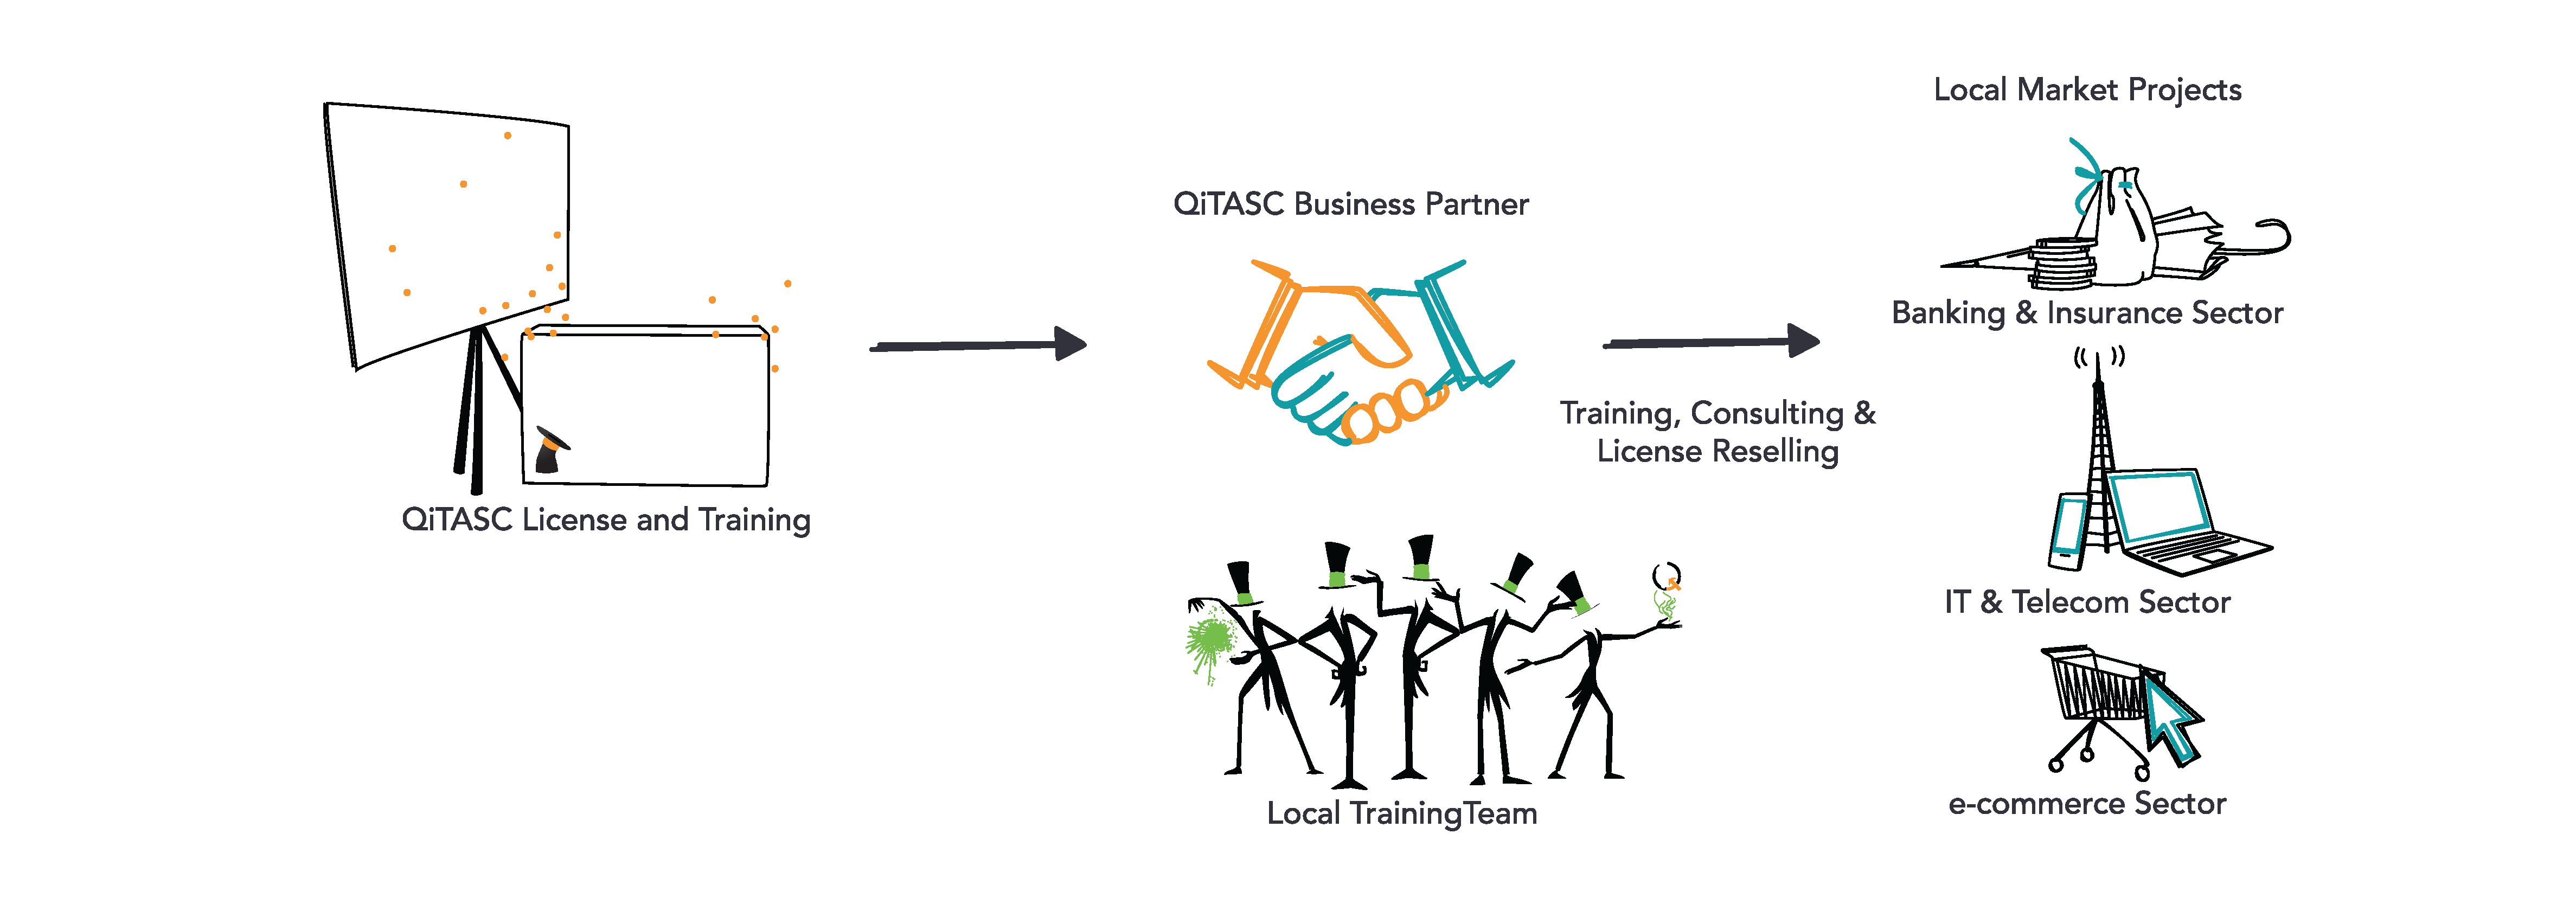 QiTASC License and Training
QiTASC Business Partner
Local TrainingTeam
Training, Consulting &
License Reselling
Local Market Projects
Banking & Insurance Sector
IT & Telecom Sector
e-commerce Sector